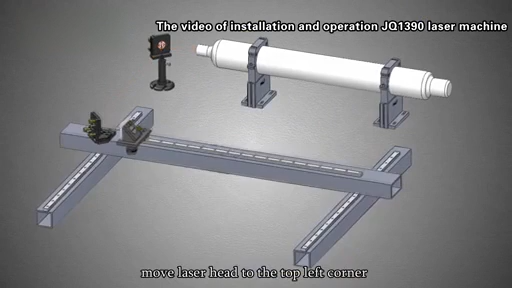 The video of installation and operation JQ1390 laser machine
move laser head to the top left corner